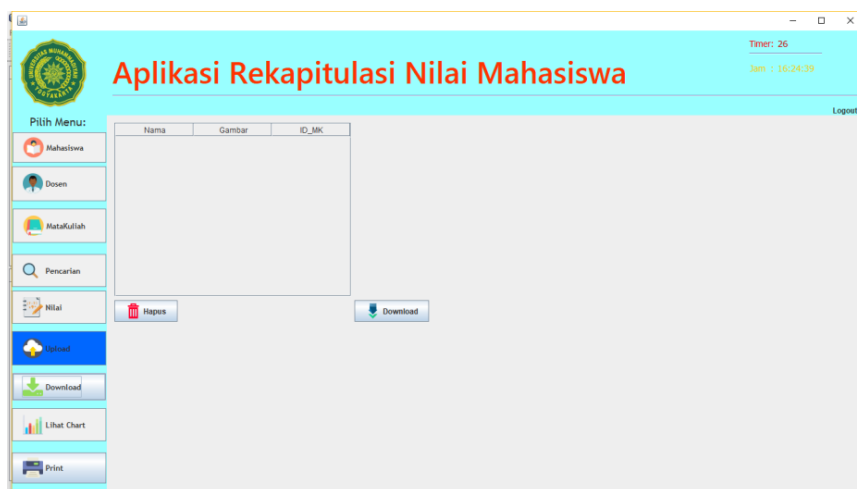 Timer: 26
Aplikasi Rekapitulasi Nilai Mahasiswa
Jam : 16:24:39
Logout
Pilih Menu:
Nama Gambar ID_MK
Mahasiswa
Dosen
MataKuliah
Pencarian
Nilai
Hapus
Download
Upload
Download
Lihat Chart
Print